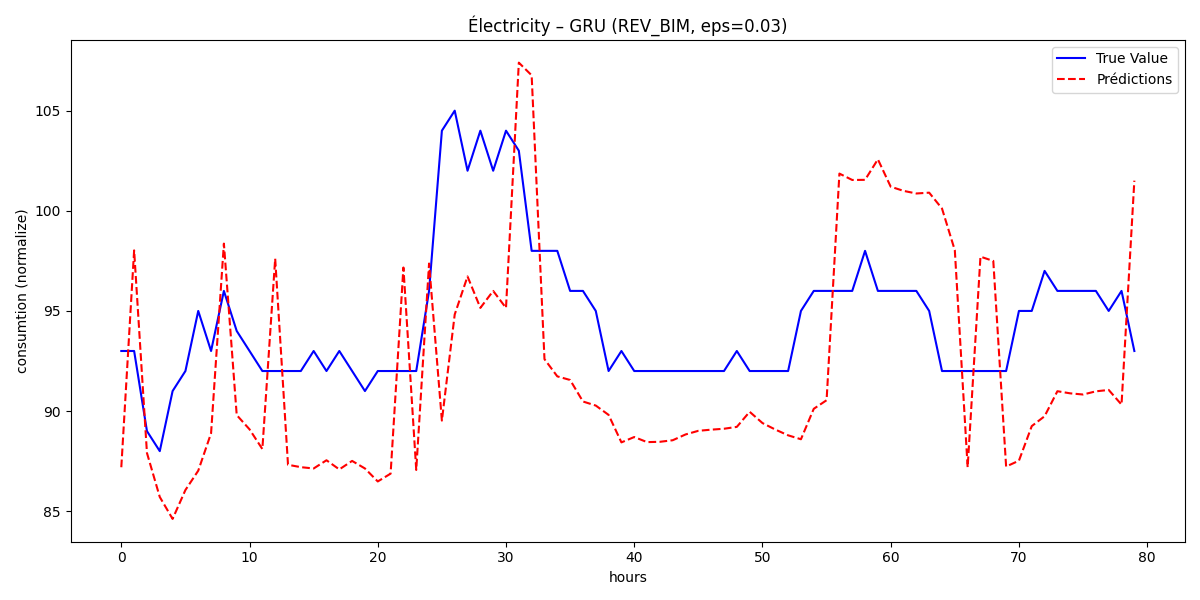 Électricity – GRU (REV_BIM, eps=0.03)
True Value
Prédictions
consumtion (normalize)
105
100
95
90
85
0 10 20 30 40 50 60 70 80
hours